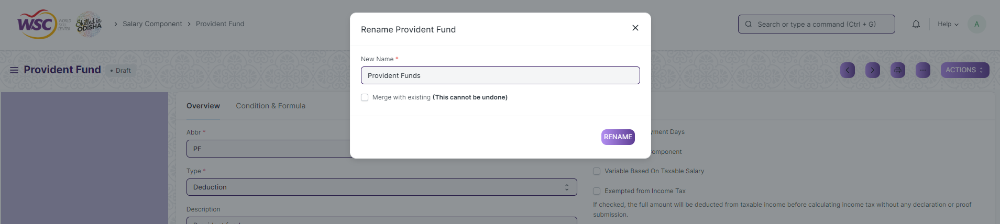 WSC WORLD SKILL CENTER
Skilled in ODISHA
> Salary Component > Provident Fund
Search or type a command (Ctrl + G)
Help
A
Provident Fund
• Draft
ACTIONS
Rename Provident Fund
New Name *
Provident Funds
Merge with existing (This cannot be undone)
RENAME
Overview
Condition & Formula
Abbr *
PF
Type *
Deduction
Description
yment Days
omponent
Variable Based On Taxable Salary
Exempted from Income Tax
If checked, the full amount will be deducted from taxable income before calculating income tax without any declaration or proof
submission.